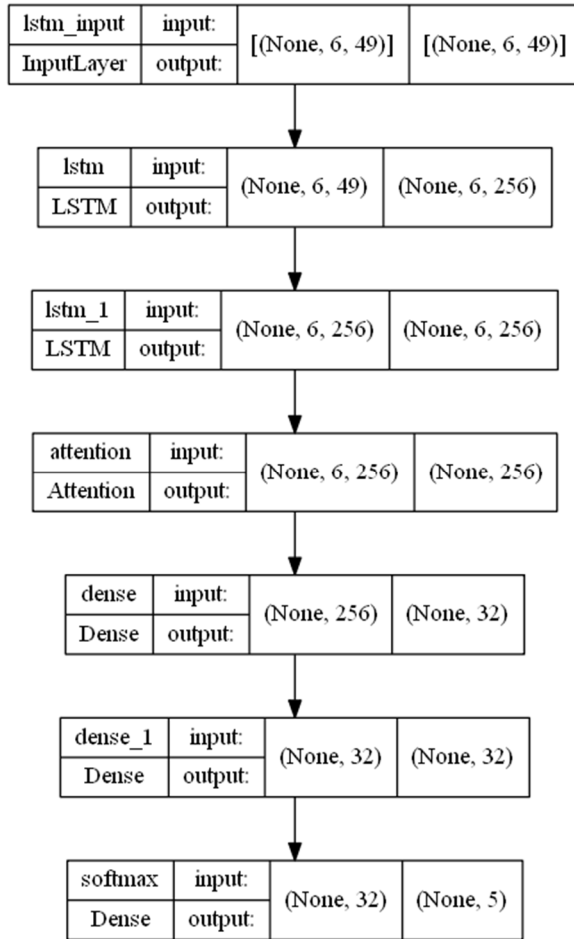 lstm_input input: [(None, 6, 49)] [(None, 6, 49)]
InputLayer output:
lstm input: (None, 6, 49) (None, 6, 256)
LSTM output:
lstm_1 input: (None, 6, 256) (None, 6, 256)
LSTM output:
attention input: (None, 6, 256) (None, 256)
Attention output:
dense input: (None, 256) (None, 32)
Dense output:
dense_1 input: (None, 32) (None, 32)
Dense output:
softmax input: (None, 32) (None, 5)
Dense output: